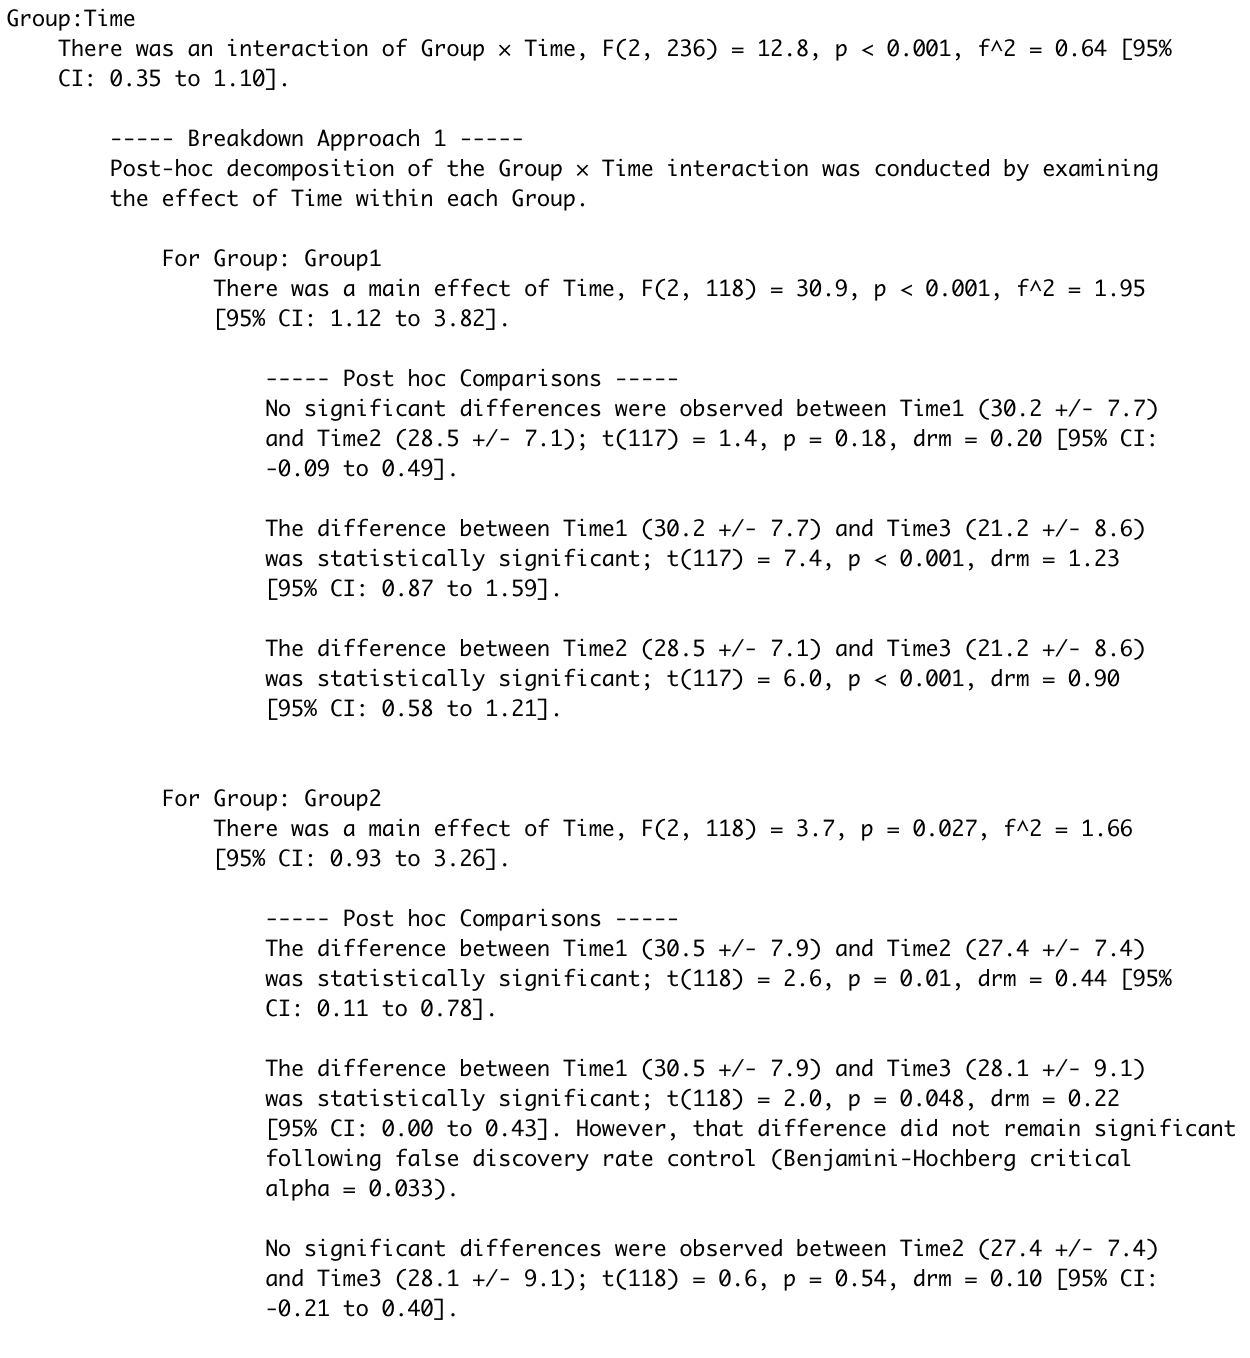 Group:Time
There was an interaction of Group × Time, F(2, 236) = 12.8, p < 0.001, f^2 = 0.64 [95%
CI: 0.35 to 1.10].
----- Breakdown Approach 1 -----
Post-hoc decomposition of the Group × Time interaction was conducted by examining
the effect of Time within each Group.
For Group: Group1
There was a main effect of Time, F(2, 118) = 30.9, p < 0.001, f^2 = 1.95
[95% CI: 1.12 to 3.82].
----- Post hoc Comparisons -----
No significant differences were observed between Time1 (30.2 +/- 7.7)
and Time2 (28.5 +/- 7.1); t(117) = 1.4, p = 0.18, drm = 0.20 [95% CI:
-0.09 to 0.49].
The difference between Time1 (30.2 +/- 7.7) and Time3 (21.2 +/- 8.6)
was statistically significant; t(117) = 7.4, p < 0.001, drm = 1.23
[95% CI: 0.87 to 1.59].
The difference between Time2 (28.5 +/- 7.1) and Time3 (21.2 +/- 8.6)
was statistically significant; t(117) = 6.0, p < 0.001, drm = 0.90
[95% CI: 0.58 to 1.21].
For Group: Group2
There was a main effect of Time, F(2, 118) = 3.7, p = 0.027, f^2 = 1.66
[95% CI: 0.93 to 3.26].
----- Post hoc Comparisons -----
The difference between Time1 (30.5 +/- 7.9) and Time2 (27.4 +/- 7.4)
was statistically significant; t(118) = 2.6, p = 0.01, drm = 0.44 [95%
CI: 0.11 to 0.78].
The difference between Time1 (30.5 +/- 7.9) and Time3 (28.1 +/- 9.1)
was statistically significant; t(118) = 2.0, p = 0.048, drm = 0.22
[95% CI: 0.00 to 0.43]. However, that difference did not remain significant
following false discovery rate control (Benjamini-Hochberg critical
alpha = 0.033).
No significant differences were observed between Time2 (27.4 +/- 7.4)
and Time3 (28.1 +/- 9.1); t(118) = 0.6, p = 0.54, drm = 0.10 [95% CI:
-0.21 to 0.40].